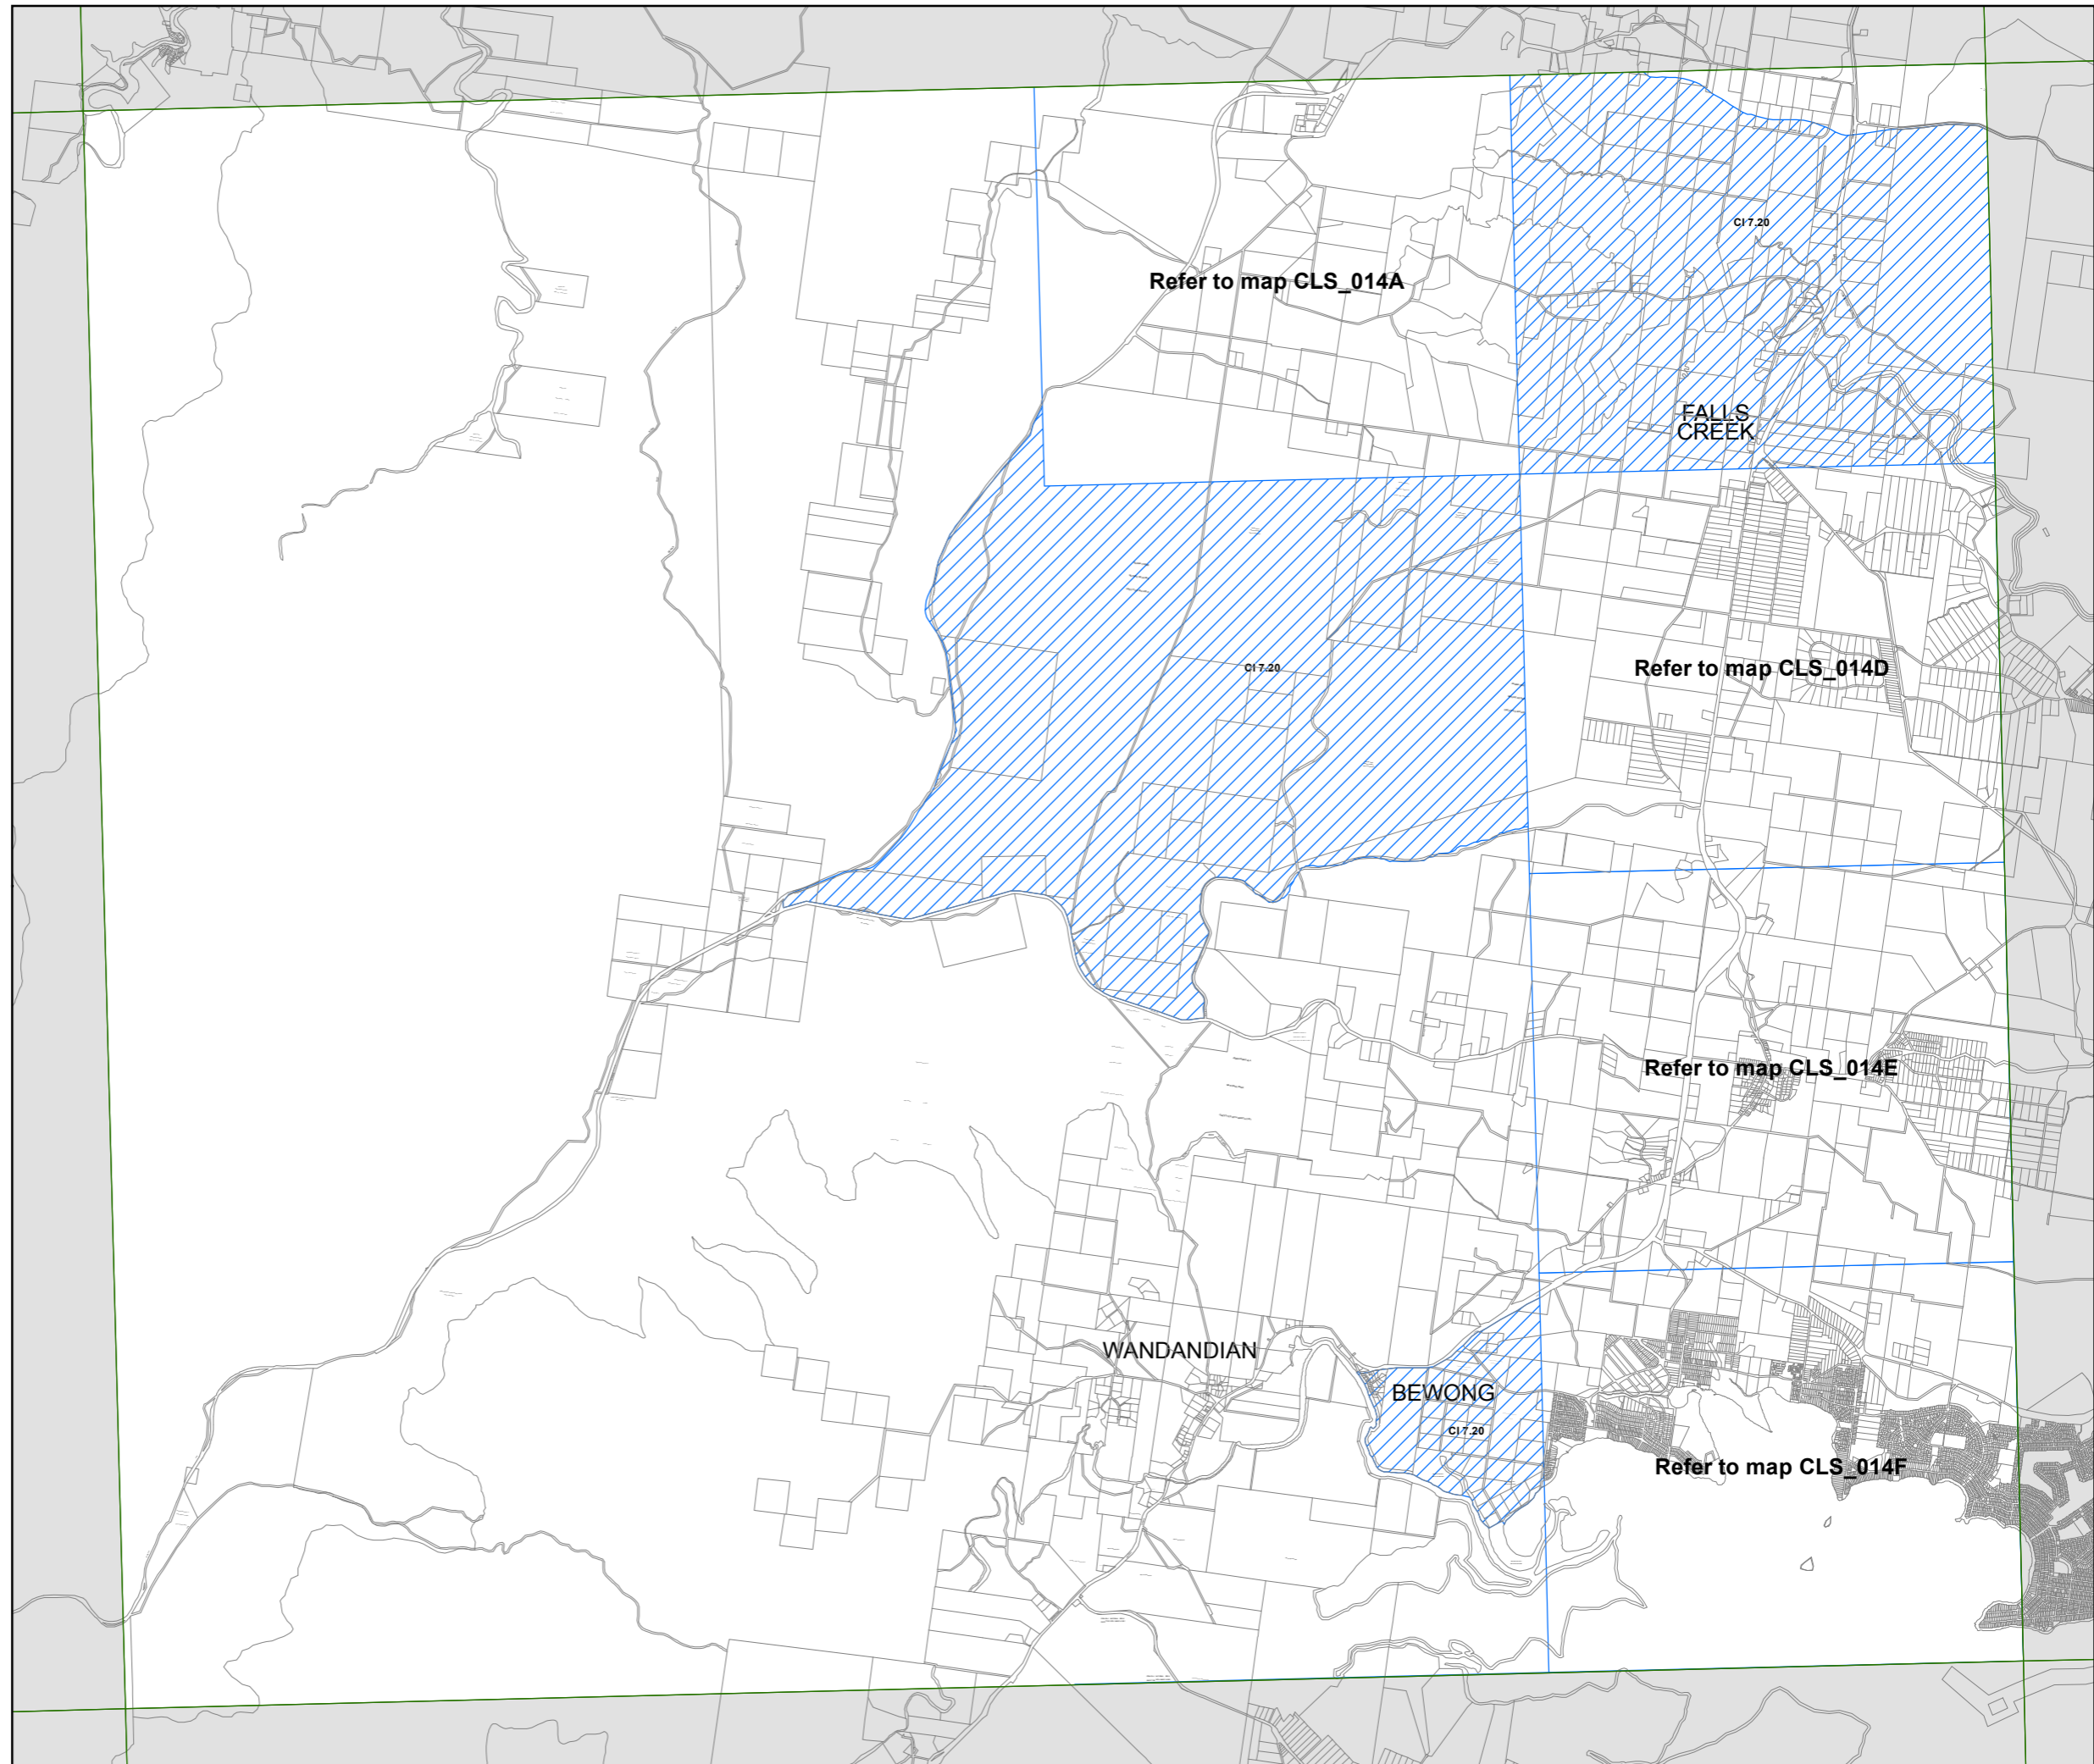 Cl 7.20
Refer to map CLS_014A
FALLS
CREEK
Cl 7.20
Refer to map CLS_014D
Refer to map CLS_014E
WANDANDIAN
BEWONG
Cl 7.20
Refer to map CLS_014F